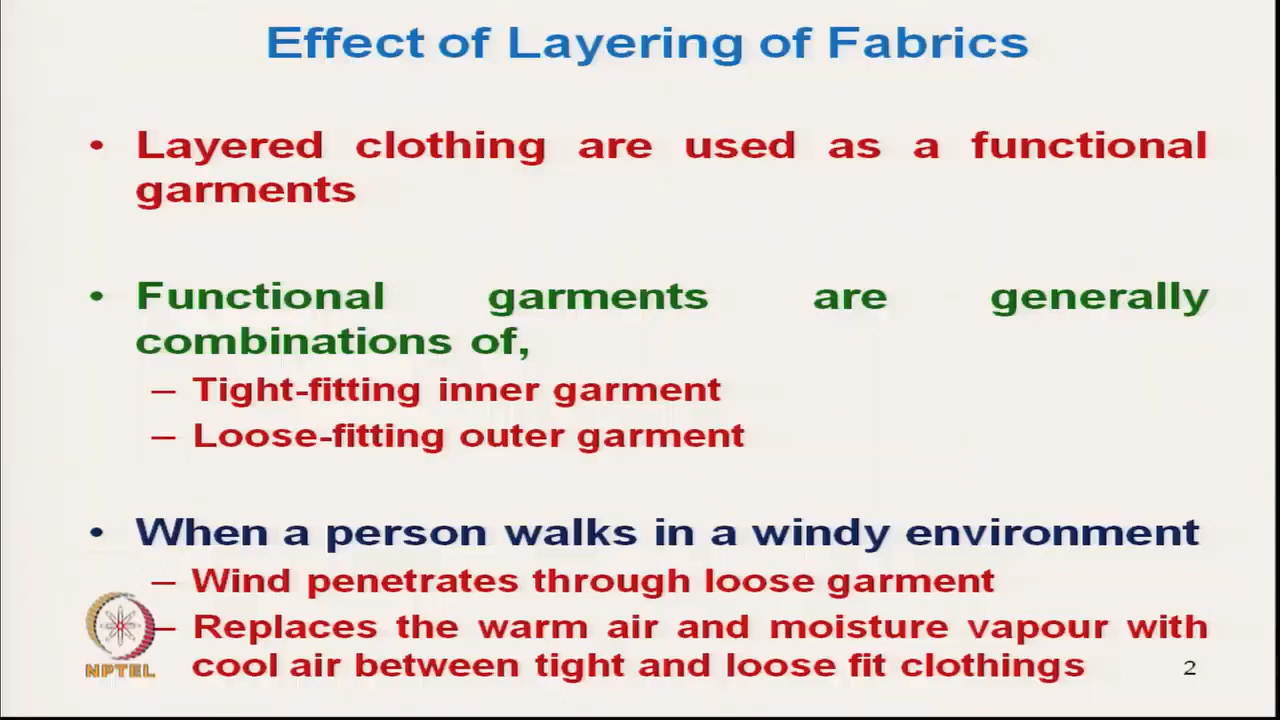 Effect of Layering of Fabrics
• Layered clothing are used as a functional
garments
• Functional garments are generally
combinations of,
– Tight-fitting inner garment
– Loose-fitting outer garment
• When a person walks in a windy environment
– Wind penetrates through loose garment
– Replaces the warm air and moisture vapour with
cool air between tight and loose fit clothings
NPTEL
2